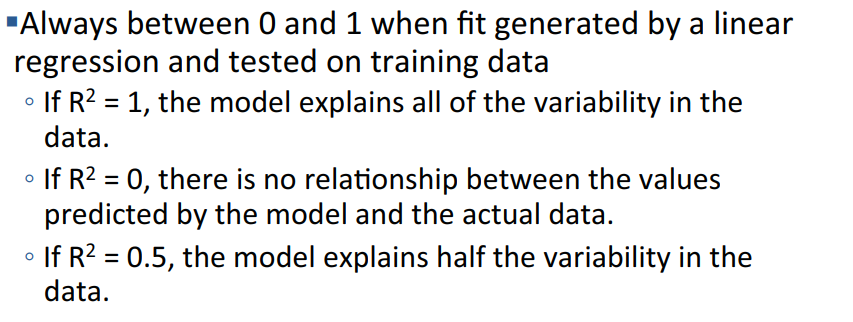 ▪Always between 0 and 1 when fit generated by a linear
regression and tested on training data
◦ If R² = 1, the model explains all of the variability in the
data.
◦ If R² = 0, there is no relationship between the values
predicted by the model and the actual data.
◦ If R² = 0.5, the model explains half the variability in the
data.